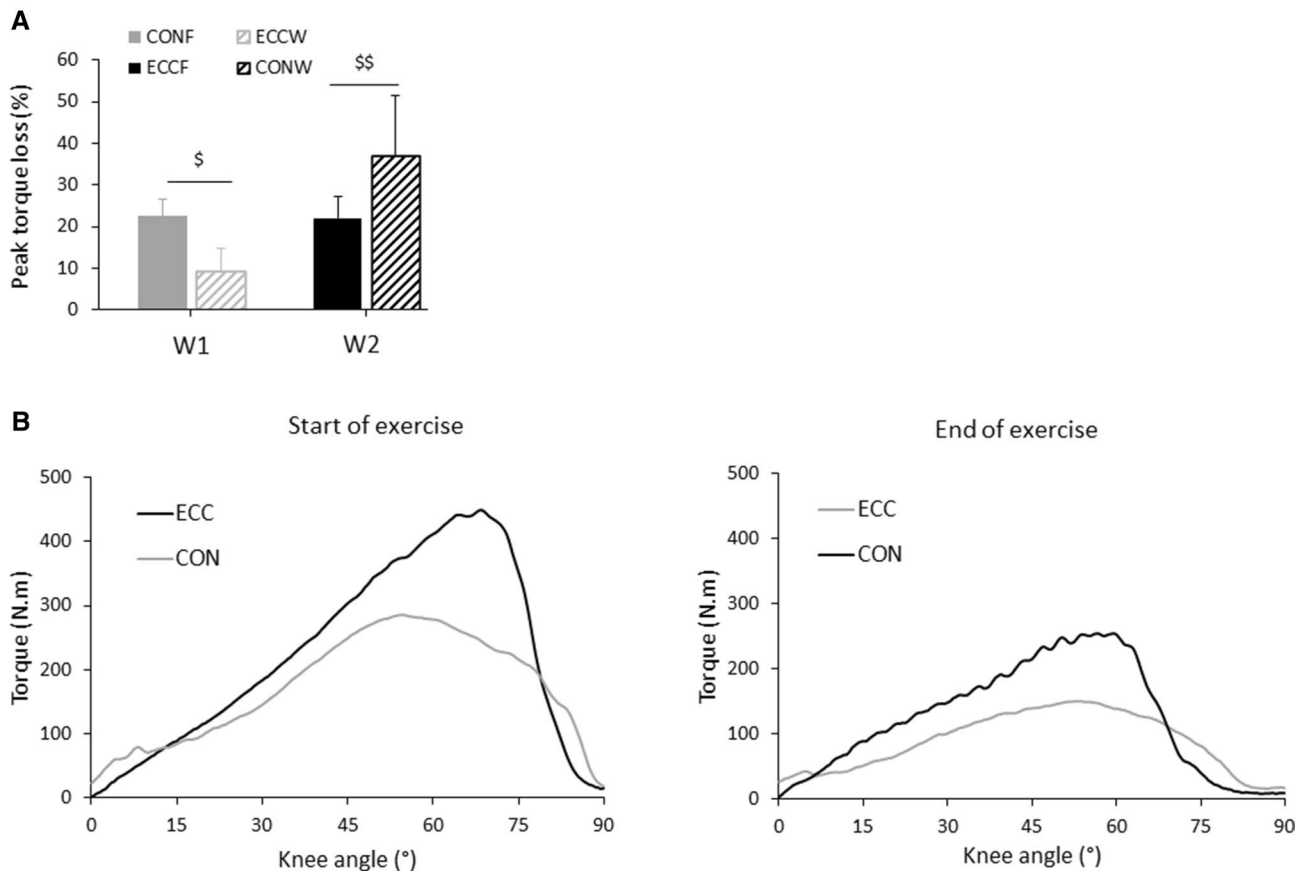 A
CONF ECCW
ECCF CONW
Peak torque loss (%)
60
50
40
30
20
10
0
$
$$
W1 W2
B
Start of exercise
Torque (N.m)
500
400
300
200
100
0
ECC
CON
0 15 30 45 60 75 90
Knee angle (°)
End of exercise
Torque (N.m)
500
400
300
200
100
0
ECC
CON
0 15 30 45 60 75 90
Knee angle (°)